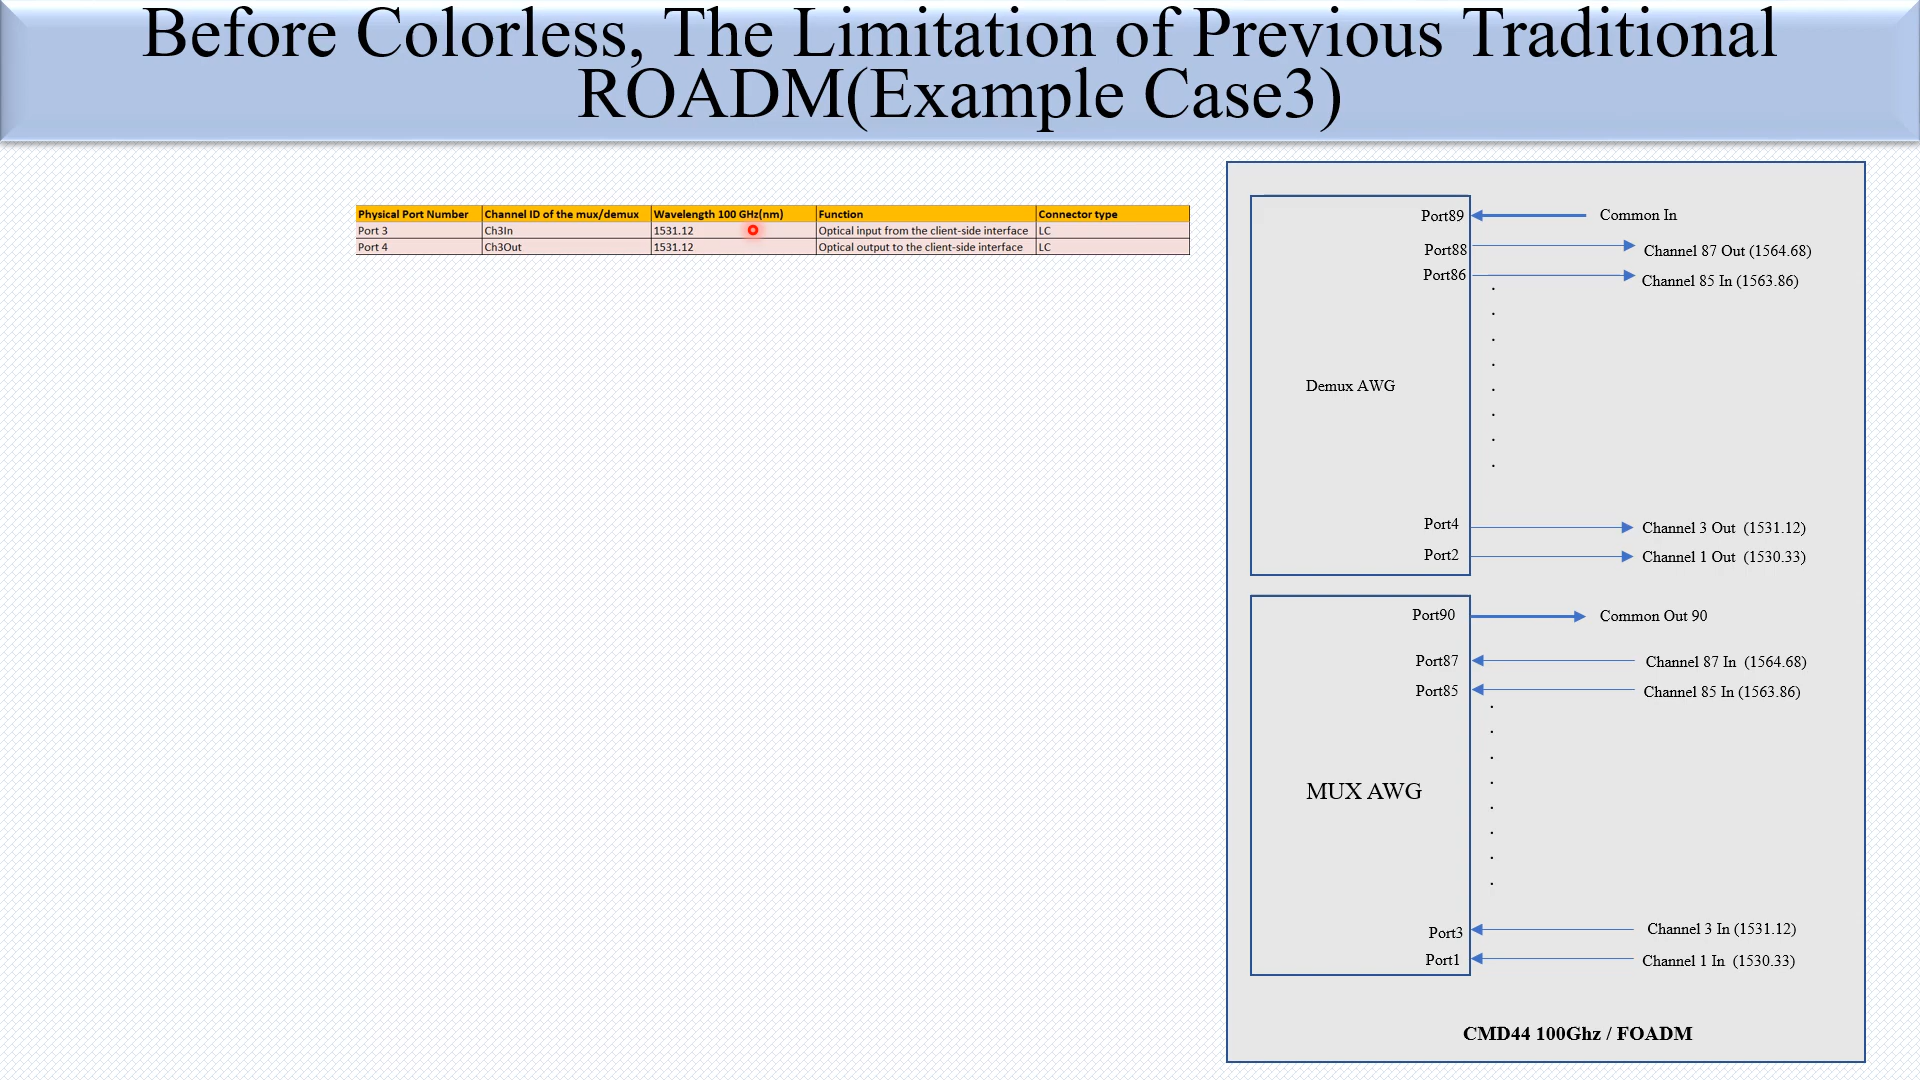 Before Colorless, The Limitation of Previous Traditional
ROADM(Example Case3)
Physical Port Number Channel ID of the mux/demux Wavelength 100 GHz(nm) Function Connector type
Port 3 Ch3In 1531.12 Optical input from the client-side interface LC
Port 4 Ch3Out 1531.12 Optical output to the client-side interface LC
Port89 Common In
Port88 Channel 87 Out (1564.68)
Port86 Channel 85 In (1563.86)
Demux AWG
Port4 Channel 3 Out (1531.12)
Port2 Channel 1 Out (1530.33)
Port90 Common Out 90
Port87 Channel 87 In (1564.68)
Port85 Channel 85 In (1563.86)
MUX AWG
Port3 Channel 3 In (1531.12)
Port1 Channel 1 In (1530.33)
CMD44 100Ghz / FOADM